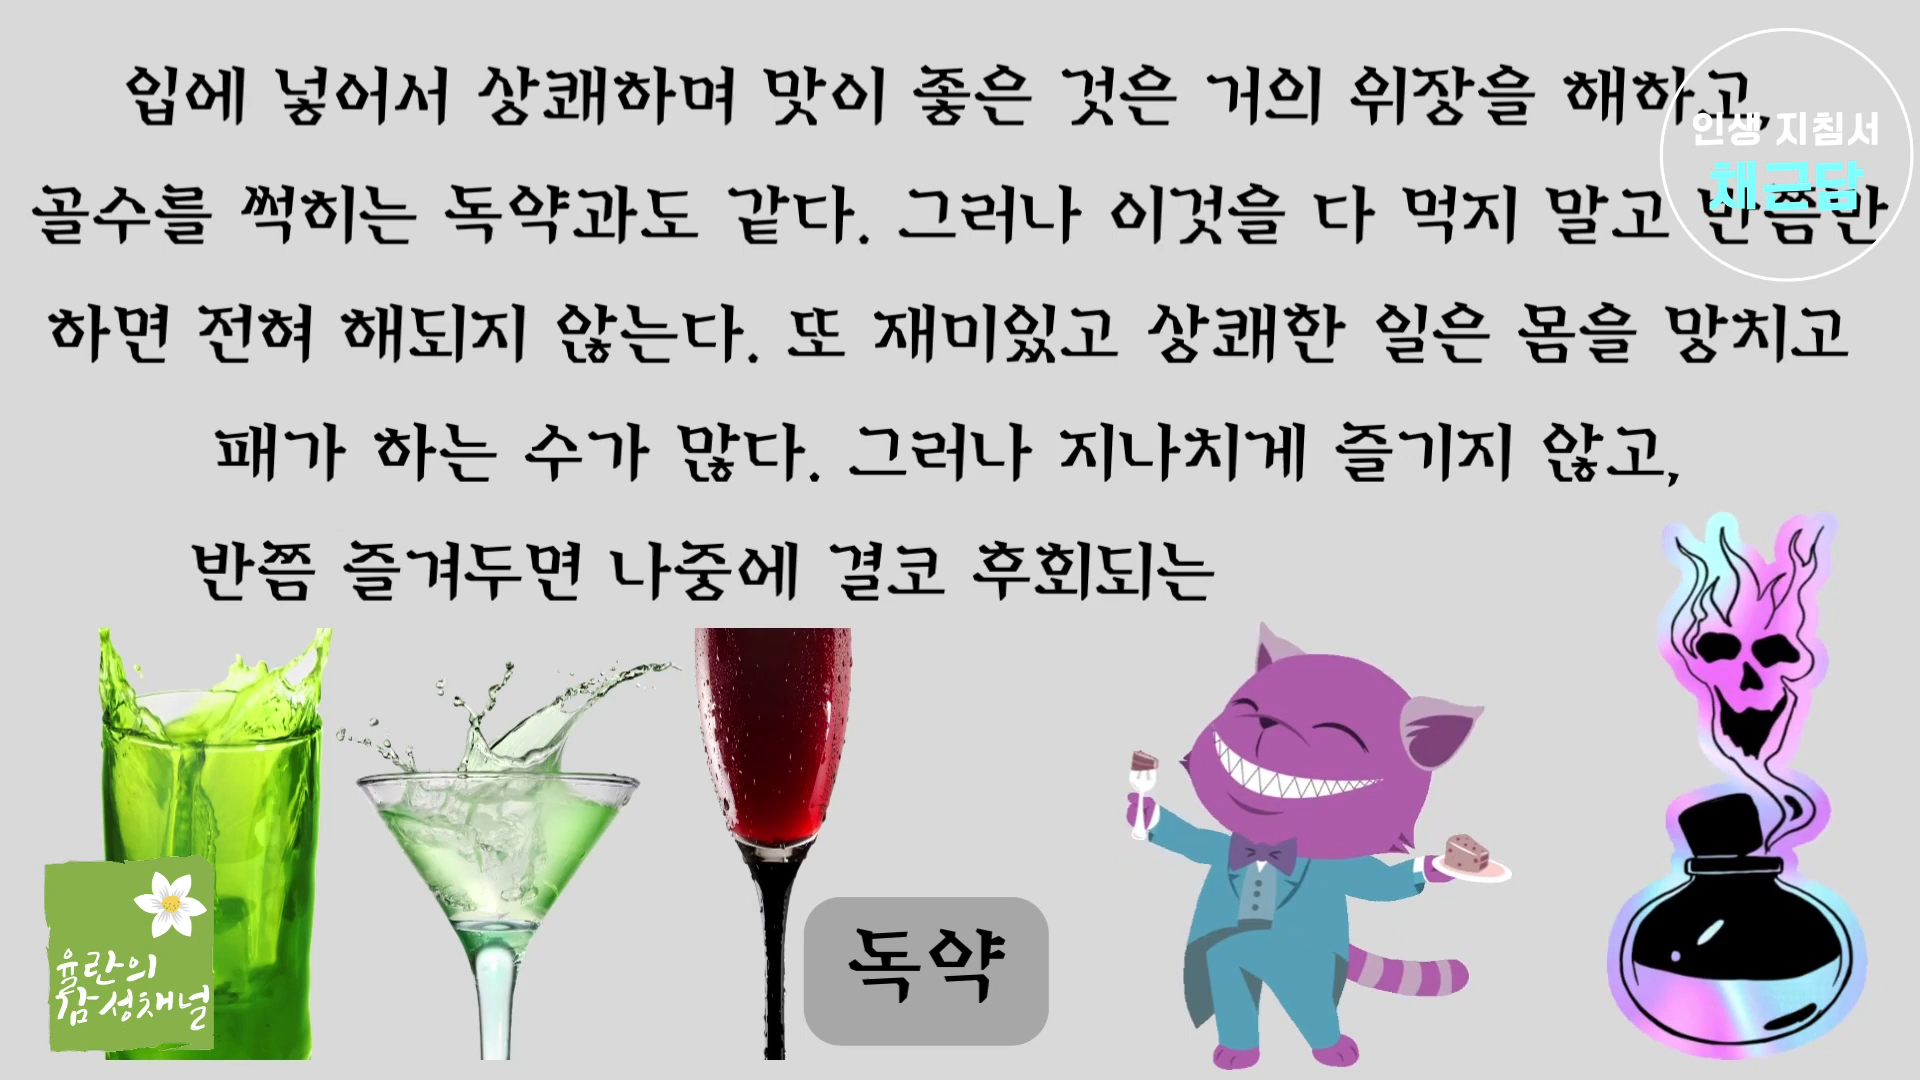 입에 넣어서 상쾌하며 맛이 좋은 것은 거의 위장을 해하고,
골수를 썩히는 독약과도 같다. 그러나 이것을 다 먹지 말고 반쯤만
하면 전혀 해되지 않는다. 또 재미있고 상쾌한 일은 몸을 망치고
패가 하는 수가 많다. 그러나 지나치게 즐기지 않고,
반쯤 즐겨두면 나중에 결코 후회되는
인생 지침서
채근담
독약
율란의
감성채널